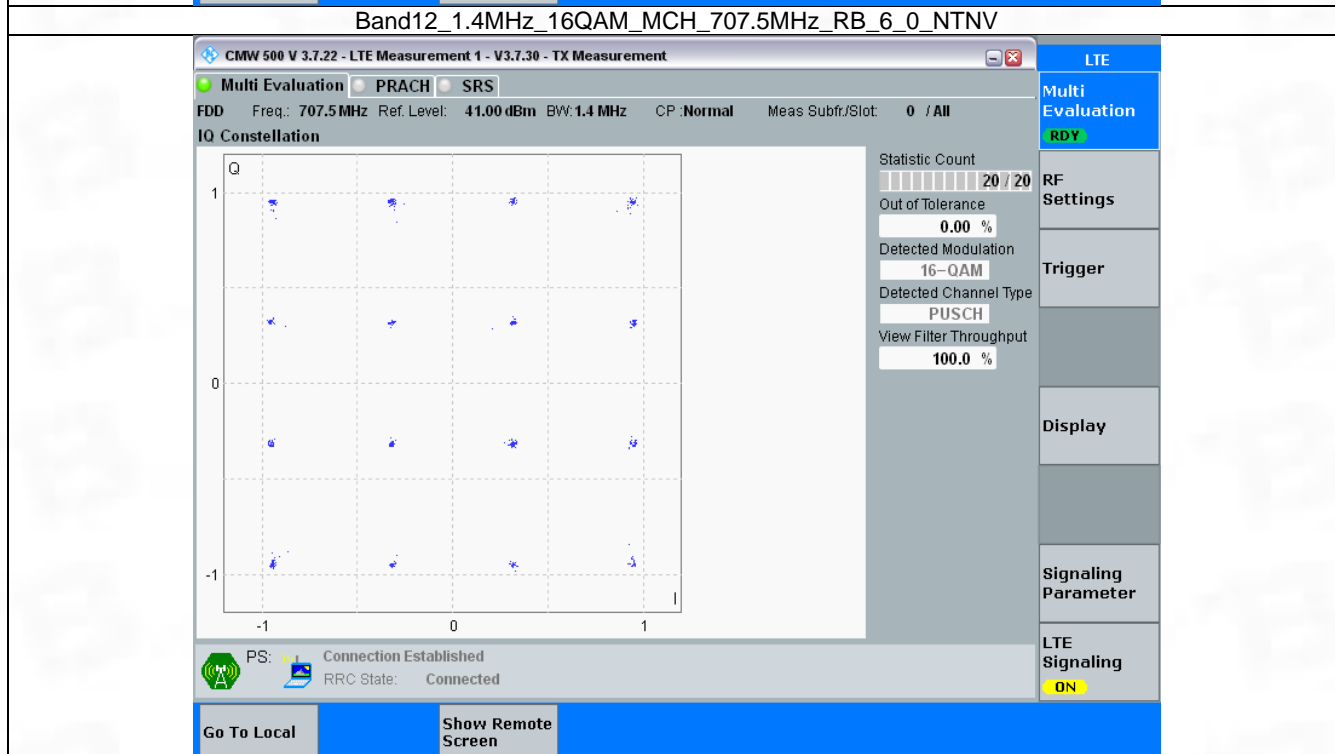 Band12_1.4MHz_16QAM_MCH_707.5MHz_RB_6_0_NTNV
CMW 500 V 3.7.22 - LTE Measurement 1 - V3.7.30 - TX Measurement
LTE
Multi Evaluation PRACH SRS
Multi
Evaluation
RDY
FDD Freq.: 707.5 MHz Ref. Level: 41.00 dBm BW: 1.4 MHz CP :Normal Meas Subfr./Slot: 0 / All
IQ Constellation
Q
1
0
-1
I
-1 0 1
Statistic Count
20 / 20
Out of Tolerance
0.00 %
Detected Modulation
16-QAM
Detected Channel Type
PUSCH
View Filter Throughput
100.0 %
RF
Settings
Trigger
Display
Signaling
Parameter
LTE
Signaling
ON
PS: Connection Established
RRC State: Connected
Go To Local
Show Remote
Screen